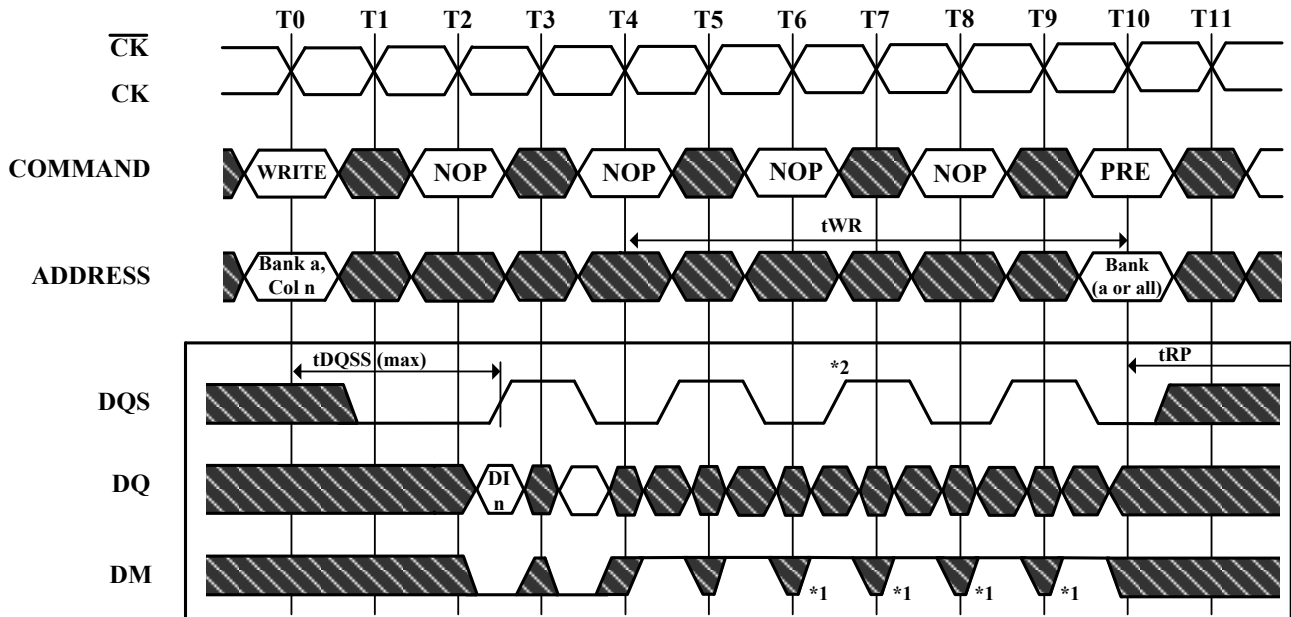 T0 T1 T2 T3 T4 T5 T6 T7 T8 T9 T10 T11
CK
CK
COMMAND WRITE NOP NOP NOP NOP PRE
tWR
ADDRESS Bank a, Col n Bank (a or all)
tDQSS (max) *2 tRP
DQS
DQ DI n
DM *1 *1 *1 *1